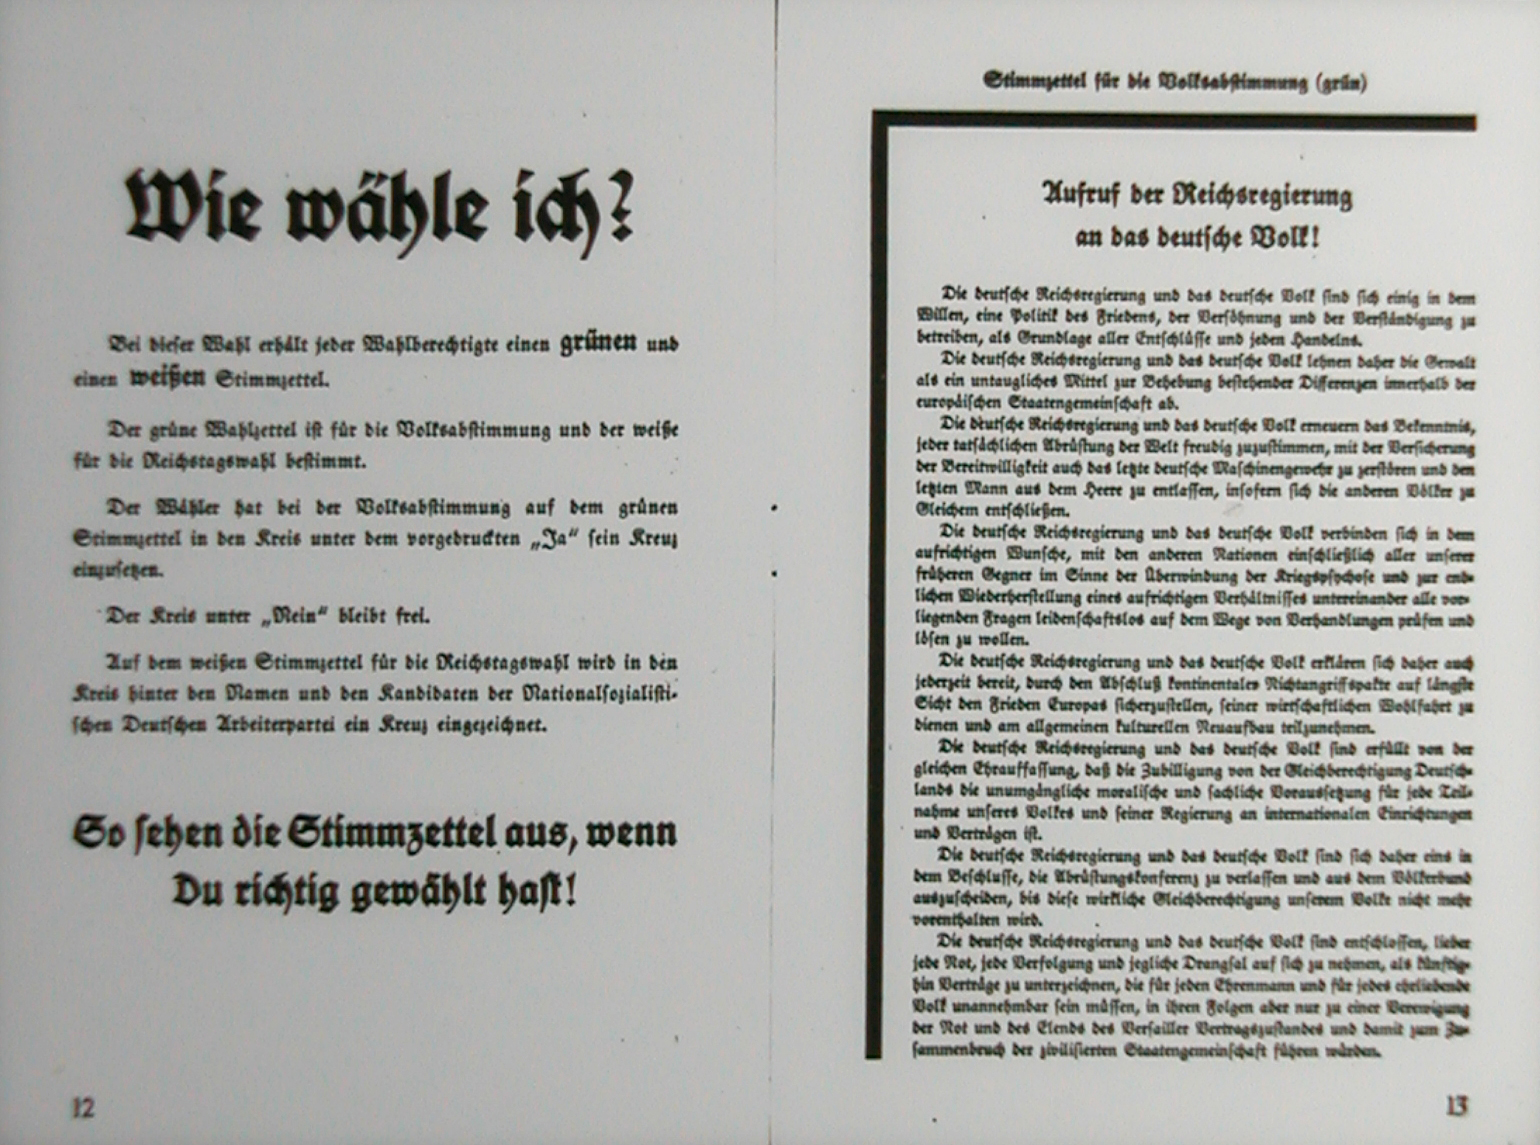 Wie wähle ich?
Bei dieser Wahl erhält jeder Wahlberechtigte einen grünen und
einen weißen Stimmzettel.
Der grüne Wahlzettel ist für die Volksabstimmung und der weiße
für die Reichstagswahl bestimmt.
Der Wähler hat bei der Volksabstimmung auf dem grünen
Stimmzettel in den Kreis unter dem vorgedruckten „Ja“ sein Kreuz
einzusetzen.
Der Kreis unter „Nein“ bleibt frei.
Auf dem weißen Stimmzettel für die Reichstagswahl wird in den
Kreis hinter den Namen und den Kandidaten der Nationalsozialisti-
schen Deutschen Arbeiterpartei ein Kreuz eingezeichnet.
So sehen die Stimmzettel aus, wenn
Du richtig gewählt hast!
12
Stimmzettel für die Volksabstimmung (grün)
Aufruf der Reichsregierung
an das deutsche Volk!
Die deutsche Reichsregierung und das deutsche Volk sind sich einig in dem
Willen, eine Politik des Friedens, der Versöhnung und der Verständigung zu
betreiben, als Grundlage aller Entschlüsse und jeden Handelns.
Die deutsche Reichsregierung und das deutsche Volk lehnen daher die Gewalt
als ein untaugliches Mittel zur Behebung bestehender Differenzen innerhalb der
europäischen Staatengemeinschaft ab.
Die deutsche Reichsregierung und das deutsche Volk erneuern das Bekenntnis,
jeder tatsächlichen Abrüstung der Welt freudig zuzustimmen, mit der Versicherung
der Bereitwilligkeit auch das letzte deutsche Maschinengewehr zu zerstören und den
letzten Mann aus dem Heere zu entlassen, insofern sich die anderen Völker zu
Gleichem entschließen.
Die deutsche Reichsregierung und das deutsche Volk verbinden sich in dem
aufrichtigen Wunsche, mit den anderen Nationen einschließlich aller unserer
früheren Gegner im Sinne der Überwindung der Kriegspsychose und zur end-
lichen Wiederherstellung eines aufrichtigen Verhältnisses untereinander alle vor-
liegenden Fragen leidenschaftslos auf dem Wege von Verhandlungen prüfen und
lösen zu wollen.
Die deutsche Reichsregierung und das deutsche Volk erklären sich daher auch
jederzeit bereit, durch den Abschluß kontinentaler Nichtangriffspakte auf längste
Sicht den Frieden Europas sicherzustellen, seiner wirtschaftlichen Wohlfahrt zu
dienen und am allgemeinen kulturellen Neuaufbau teilzunehmen.
Die deutsche Reichsregierung und das deutsche Volk sind erfüllt von der
gleichen Ehrauffassung, daß die Zubilligung von der Gleichberechtigung Deutsch-
lands die unumgängliche moralische und sachliche Voraussetzung für jede Teil-
nahme unseres Volkes und seiner Regierung an internationalen Einrichtungen
und Verträgen ist.
Die deutsche Reichsregierung und das deutsche Volk sind sich daher eins in
dem Beschlusse, die Abrüstungskonferenz zu verlassen und aus dem Völkerbund
auszuscheiden, bis diese wirkliche Gleichberechtigung unserem Volke nicht mehr
vorenthalten wird.
Die deutsche Reichsregierung und das deutsche Volk sind entschlossen, lieber
jede Not, jede Verfolgung und jegliche Drangsal auf sich zu nehmen, als künftig-
hin Verträge zu unterzeichnen, die für jeden Ehrenmann und für jedes ehrliebende
Volk unannehmbar sein müssen, in ihren Folgen aber nur zu einer Verewigung
der Not und des Elends des Versailler Vertragszustandes und damit zum Zu-
sammenbruch der zivilisierten Staatengemeinschaft führen würden.
13